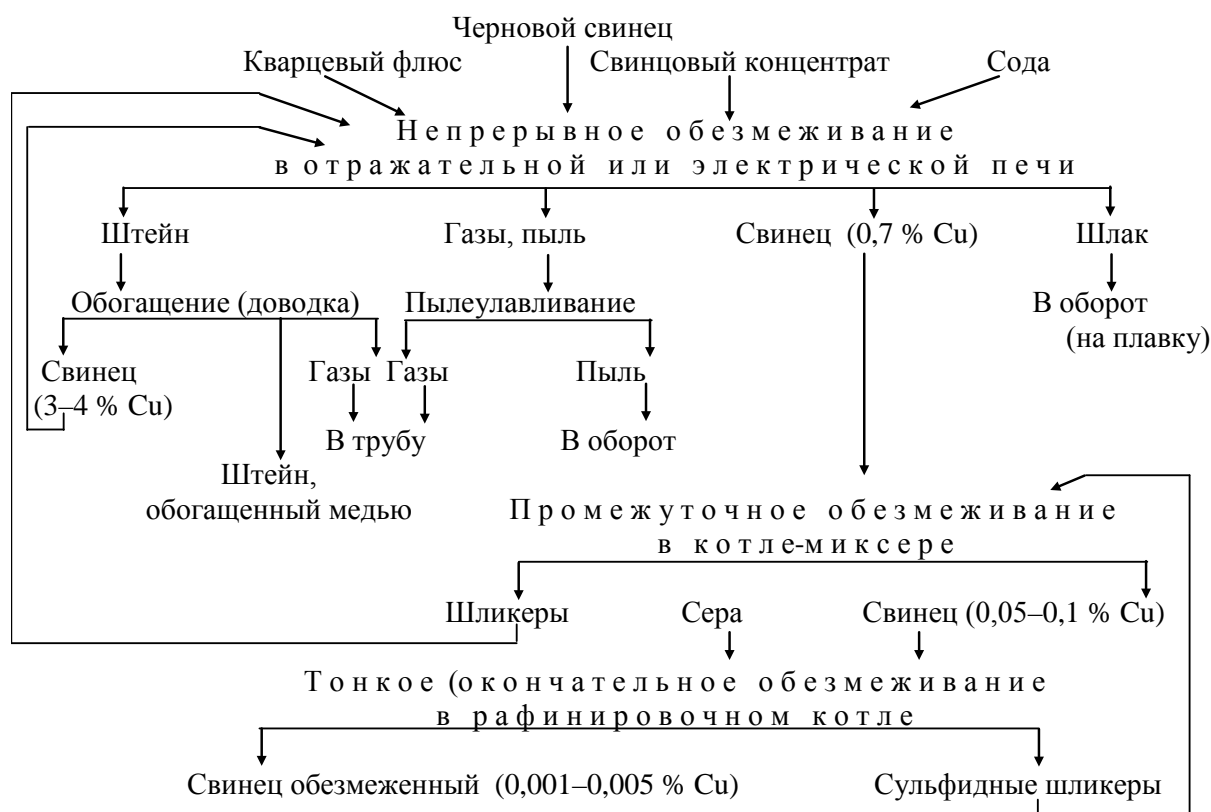 Черновой свинец
Кварцевый флюс Свинцовый концентрат Сода
Непрерывное обезмеживание
в отражательной или электрической печи
Штейн Газы, пыль Свинец (0,7 % Cu) Шлак
Обогащение (доводка) Пылеулавливание В оборот
(на плавку)
Свинец Газы Газы Пыль
(3–4 % Cu)
В трубу В оборот
Штейн,
обогащенный медью Промежуточное обезмеживание
в котле-миксере
Шликеры Сера Свинец (0,05–0,1 % Cu)
Тонкое (окончательное обезмеживание
в рафинировочном котле
Свинец обезмеженный (0,001–0,005 % Cu) Сульфидные шликеры